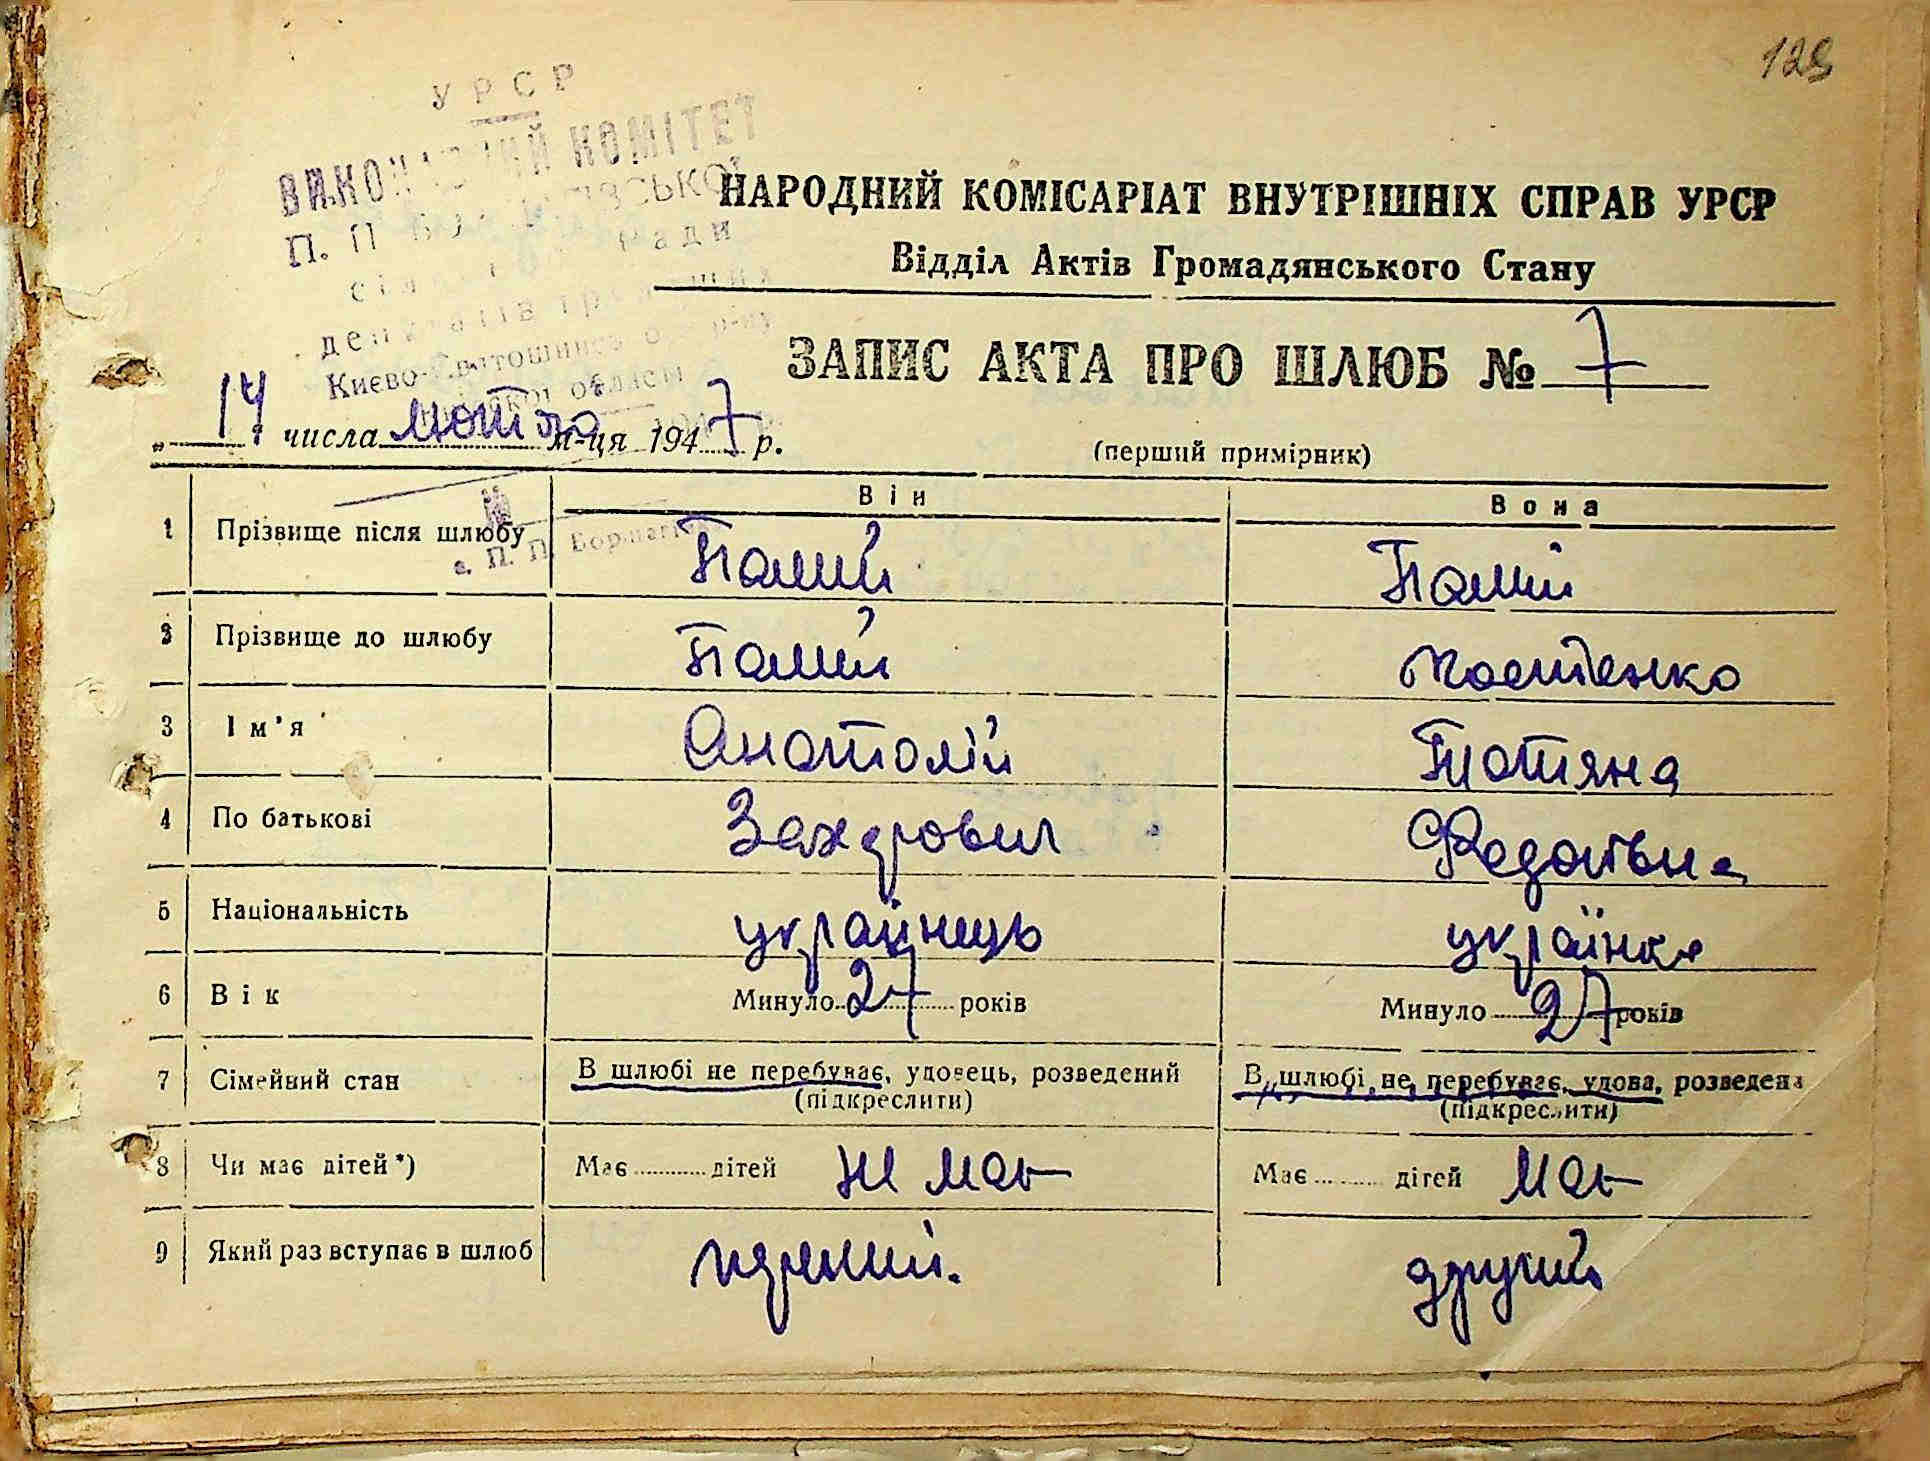 129
УРСР
ВИКОНАВЧИЙ КОМІТЕТ
НАРОДНИЙ КОМІСАРІАТ ВНУТРІШНІХ СПРАВ УРСР
Відділ Актів Громадянського Стану
депутатів трудящих
Києво-Святошинського р-ну
області
ЗАПИС АКТА ПРО ШЛЮБ № 7
„ 14 " числа лютого м-ця 1947 р.
(перший примірник)
Він Вона
1 Прізвище після шлюбу Палій Палій
с. П. П. Борщагівка
2 Прізвище до шлюбу Палій Костенко
3 Ім'я Анатолій Татяна
4 По батькові Захарович Федотівна
5 Національність українець українка
6 Вік Минуло 27 років Минуло 27 років
7 Сімейний стан В шлюбі не перебуває, удовець, розведений В шлюбі не перебуває, удова, розведена
(підкреслити) (підкреслити)
8 Чи має дітей*) Має дітей не має Має дітей має
9 Який раз вступає в шлюб перший. другий